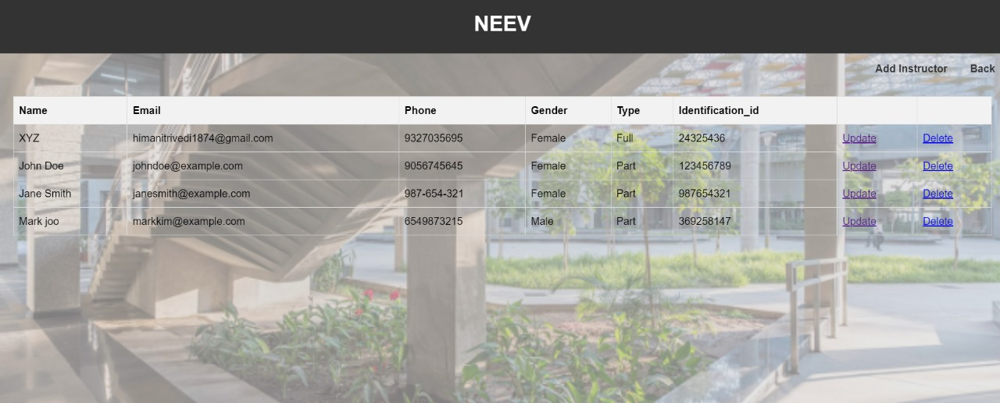 NEEV
Add Instructor Back
Name Email Phone Gender Type Identification_id
XYZ himanitrivedi1874@gmail.com 9327035695 Female Full 24325436 Update Delete
John Doe johndoe@example.com 9056745645 Female Part 123456789 Update Delete
Jane Smith janesmith@example.com 987-654-321 Female Part 987654321 Update Delete
Mark joo markkim@example.com 6549873215 Male Part 369258147 Update Delete